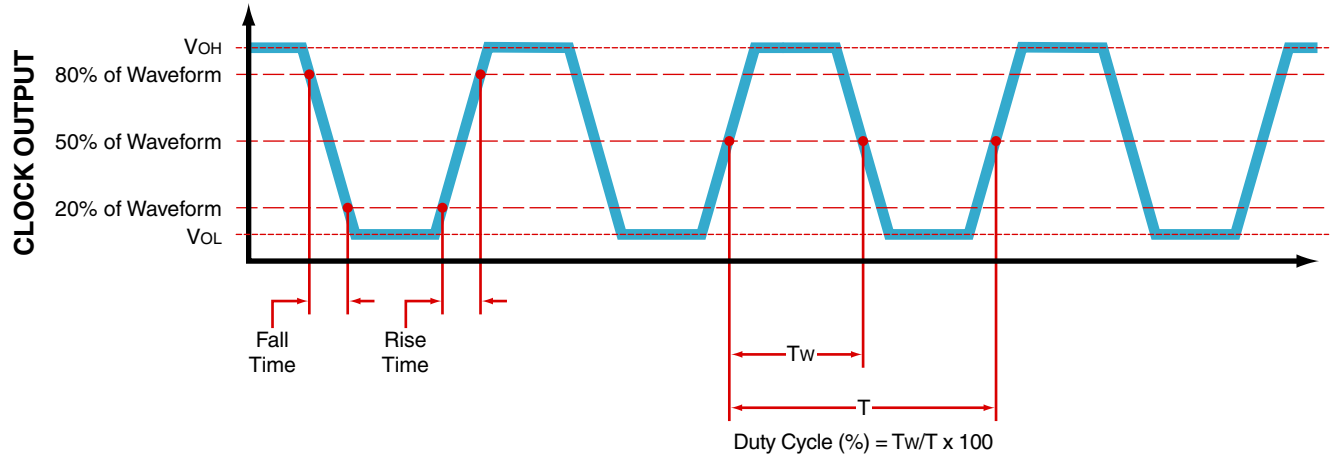 CLOCK OUTPUT
VOH
80% of Waveform
50% of Waveform
20% of Waveform
VOL
Fall
Time
Rise
Time
TW
T
Duty Cycle (%) = TW/T x 100